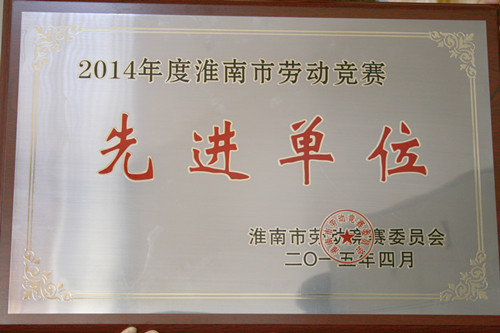 2014年度淮南市劳动竞赛
先进单位
淮南市劳动竞赛委员会
二〇一五年四月